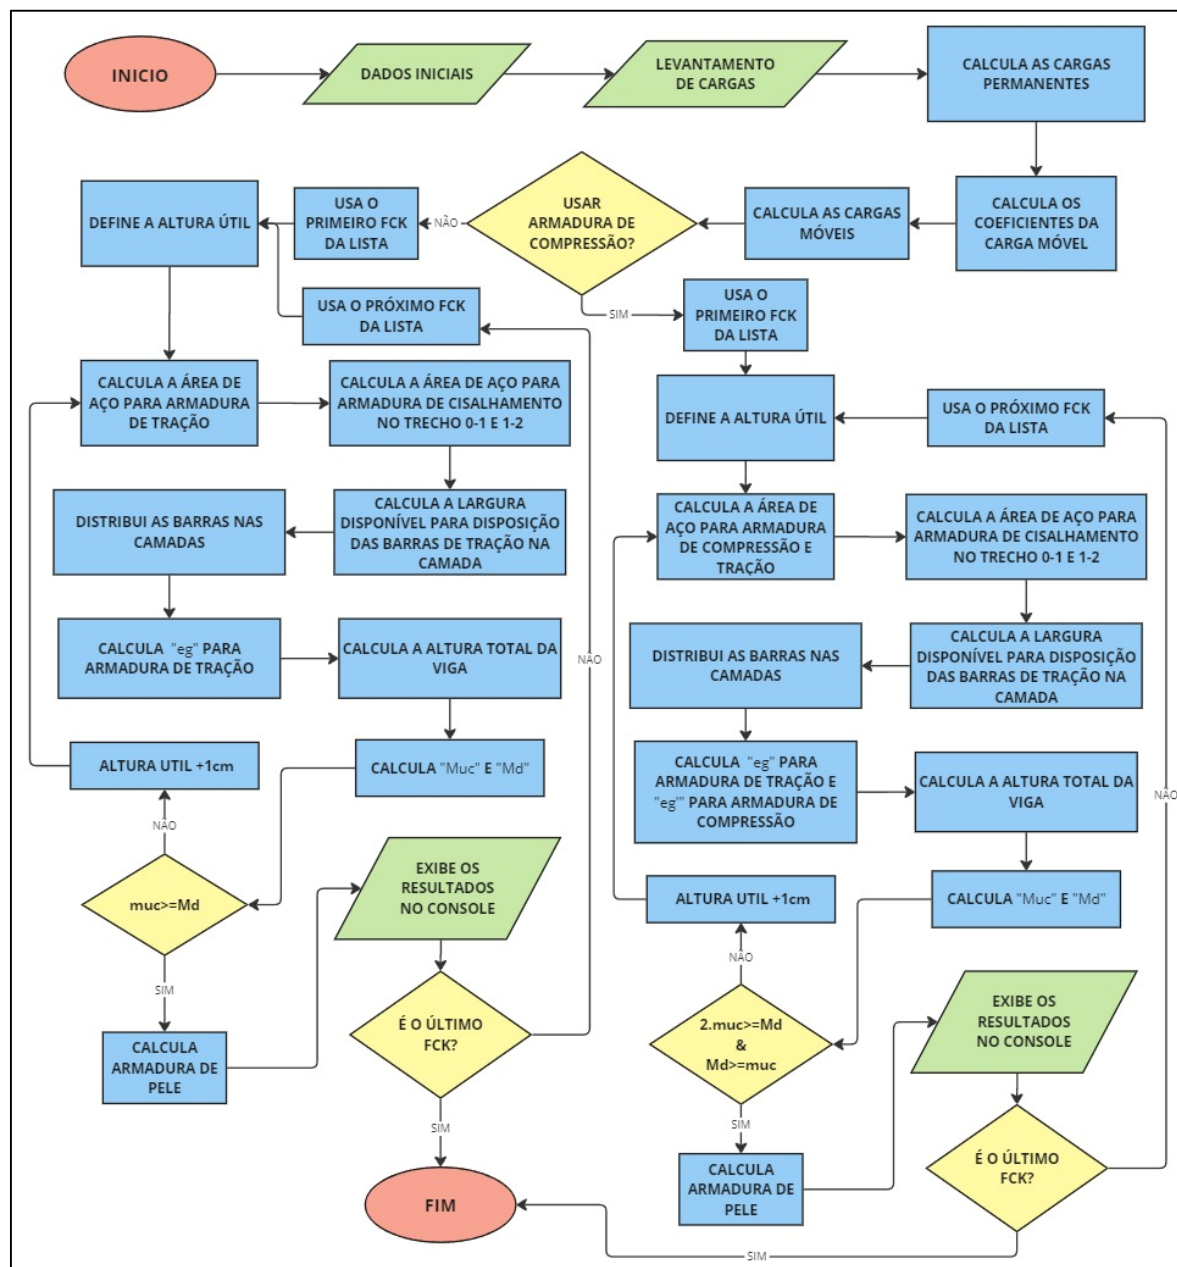 INICIO
DADOS INICIAIS
LEVANTAMENTO
DE CARGAS
CALCULA AS CARGAS
PERMANENTES
CALCULA OS
COEFICIENTES DA
CARGA MÓVEL
CALCULA AS CARGAS
MÓVEIS
USAR
ARMADURA DE
COMPRESSÃO?
NÃO
USA O
PRIMEIRO FCK
DA LISTA
DEFINE A ALTURA ÚTIL
USA O PRÓXIMO FCK
DA LISTA
CALCULA A ÁREA DE
AÇO PARA ARMADURA
DE TRAÇÃO
CALCULA A ÁREA DE AÇO PARA
ARMADURA DE CISALHAMENTO
NO TRECHO 0-1 E 1-2
CALCULA A LARGURA
DISPONÍVEL PARA DISPOSIÇÃO
DAS BARRAS DE TRAÇÃO NA
CAMADA
DISTRIBUI AS BARRAS NAS
CAMADAS
CALCULA "eg" PARA
ARMADURA DE TRAÇÃO
CALCULA A ALTURA TOTAL DA
VIGA
NÃO
CALCULA "Muc" E "Md"
ALTURA UTIL +1cm
NÃO
muc>=Md
SIM
CALCULA
ARMADURA DE
PELE
EXIBE OS
RESULTADOS
NO CONSOLE
É O ÚLTIMO
FCK?
SIM
FIM
SIM
USA O
PRIMEIRO FCK
DA LISTA
DEFINE A ALTURA ÚTIL
USA O PRÓXIMO FCK
DA LISTA
CALCULA A ÁREA DE
AÇO PARA ARMADURA
DE COMPRESSÃO E
TRAÇÃO
CALCULA A ÁREA DE AÇO PARA
ARMADURA DE CISALHAMENTO
NO TRECHO 0-1 E 1-2
CALCULA A LARGURA
DISPONÍVEL PARA DISPOSIÇÃO
DAS BARRAS DE TRAÇÃO NA
CAMADA
DISTRIBUI AS BARRAS NAS
CAMADAS
CALCULA "eg" PARA
ARMADURA DE TRAÇÃO E
"eg'" PARA ARMADURA DE
COMPRESSÃO
CALCULA A ALTURA TOTAL DA
VIGA
NÃO
CALCULA "Muc" E "Md"
ALTURA UTIL +1cm
NÃO
2.muc>=Md
&
Md>=muc
SIM
CALCULA
ARMADURA DE
PELE
EXIBE OS
RESULTADOS
NO CONSOLE
É O ÚLTIMO
FCK?
SIM